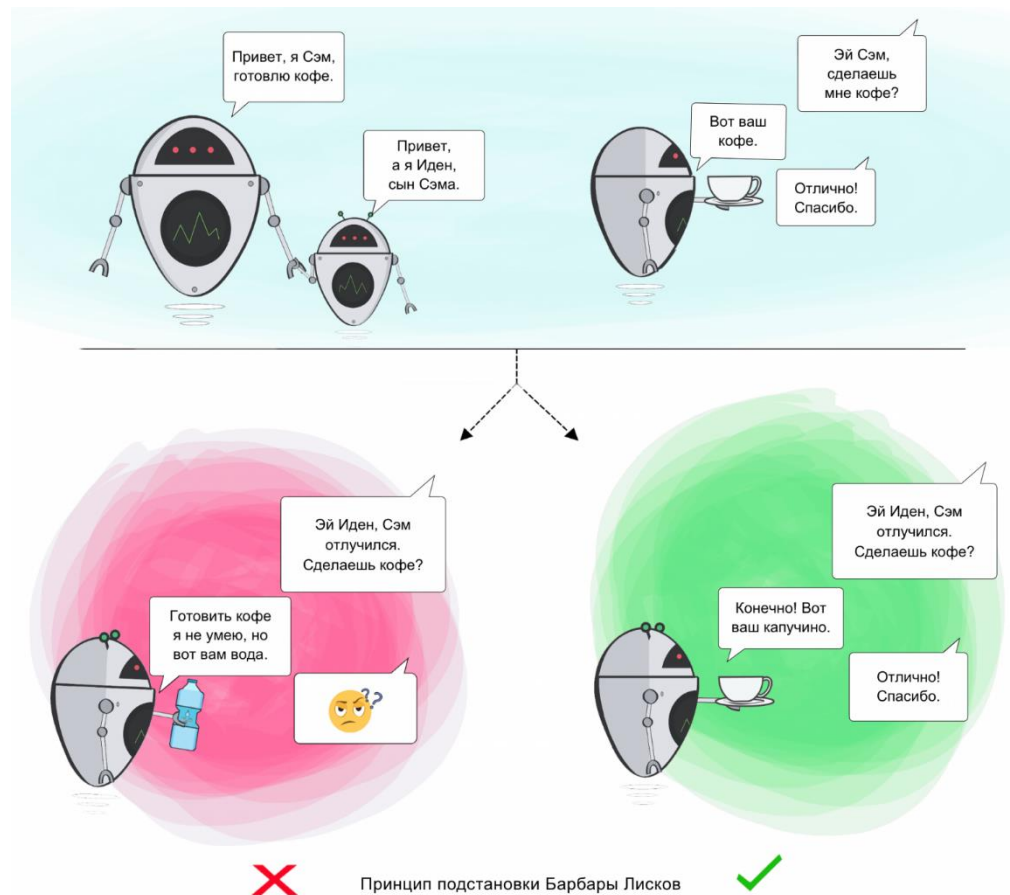 Привет, я Сэм,
готовлю кофе.
Привет,
а я Иден,
сын Сэма.
Эй Сэм,
сделаешь
мне кофе?
Вот ваш
кофе.
Отлично!
Спасибо.
Эй Иден, Сэм
отлучился.
Сделаешь кофе?
Готовить кофе
я не умею, но
вот вам вода.
??
Эй Иден, Сэм
отлучился.
Сделаешь кофе?
Конечно! Вот
ваш капучино.
Отлично!
Спасибо.
Принцип подстановки Барбары Лисков